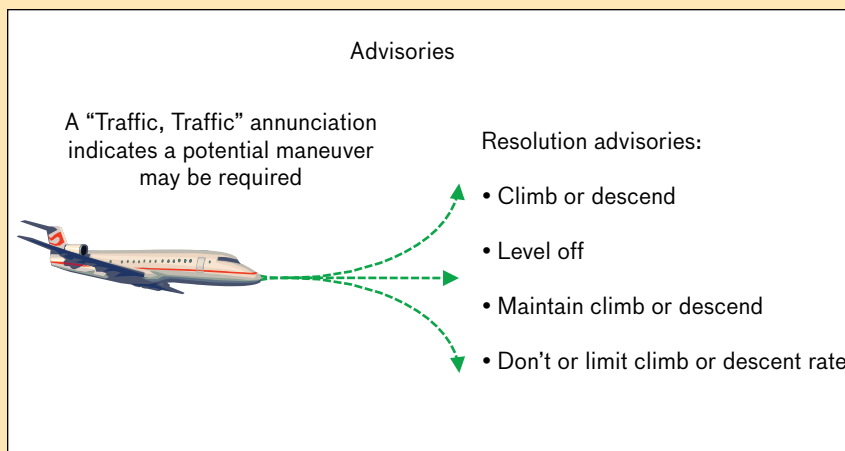 Advisories
A “Traffic, Traffic” annunciation
indicates a potential maneuver
may be required
Resolution advisories:
• Climb or descend
• Level off
• Maintain climb or descend
• Don’t or limit climb or descent rate